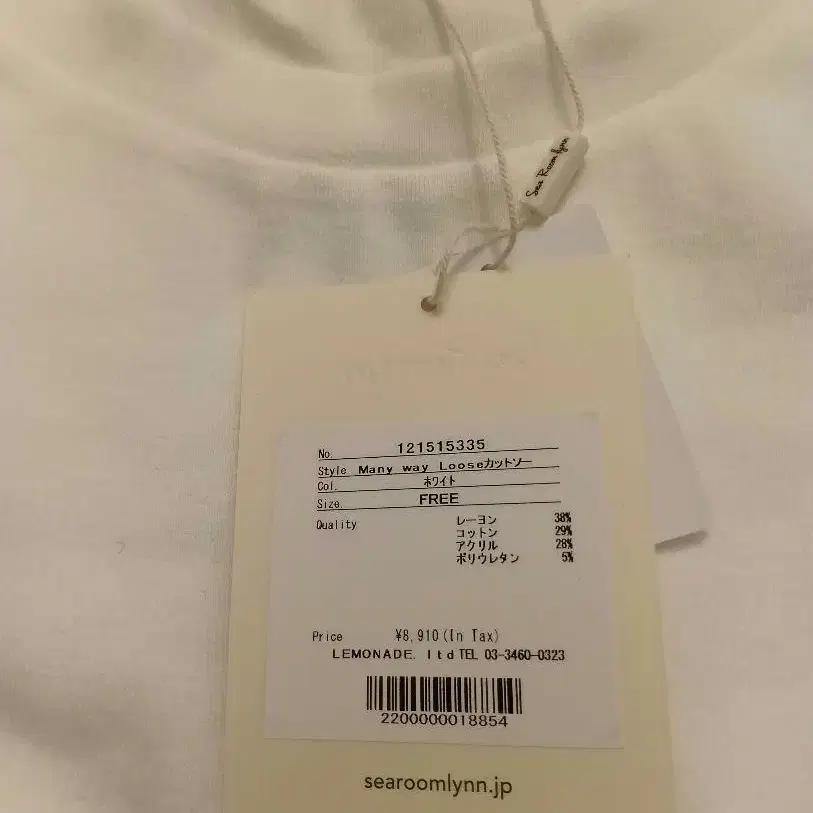 Sea Room lynn
No. 121515335
Style Many way Looseカットソー
Col. ホワイト
Size. FREE
Quality レーヨン 38%
コットン 29%
アクリル 28%
ポリウレタン 5%
Price ¥8,910(In Tax)
LEMONADE. ltd TEL 03-3460-0323
2200000018854
searoomlynn.jp